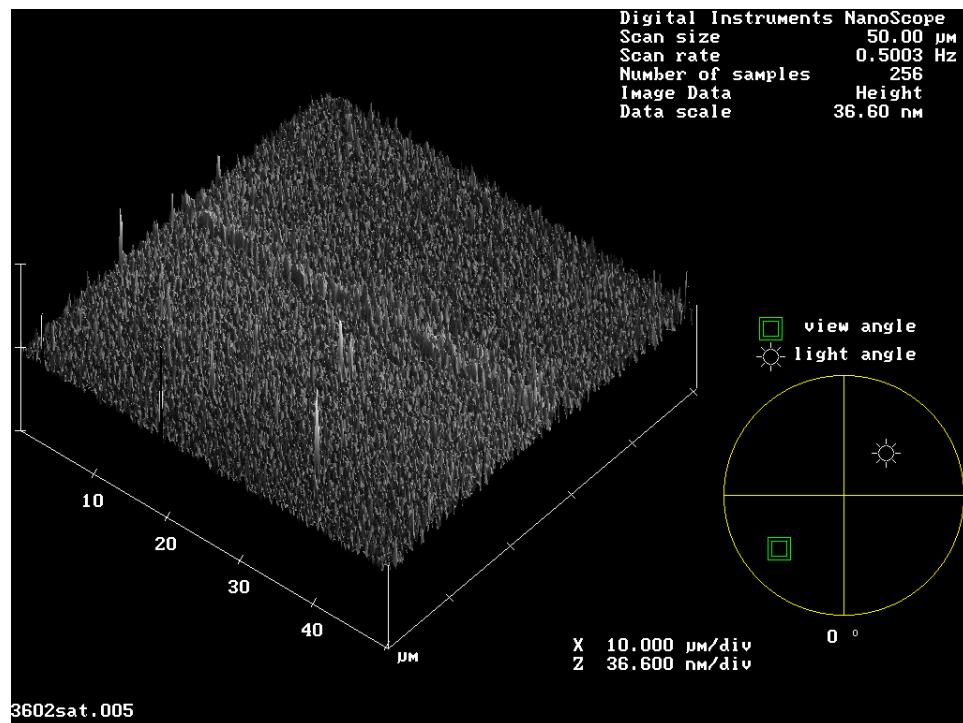 Digital Instruments NanoScope
Scan size 50.00 µm
Scan rate 0.5003 Hz
Number of samples 256
Image Data Height
Data scale 36.60 nm
view angle
light angle
10
20
30
40
µm
0 °
X 10.000 µm/div
Z 36.600 nm/div
3602sat.005